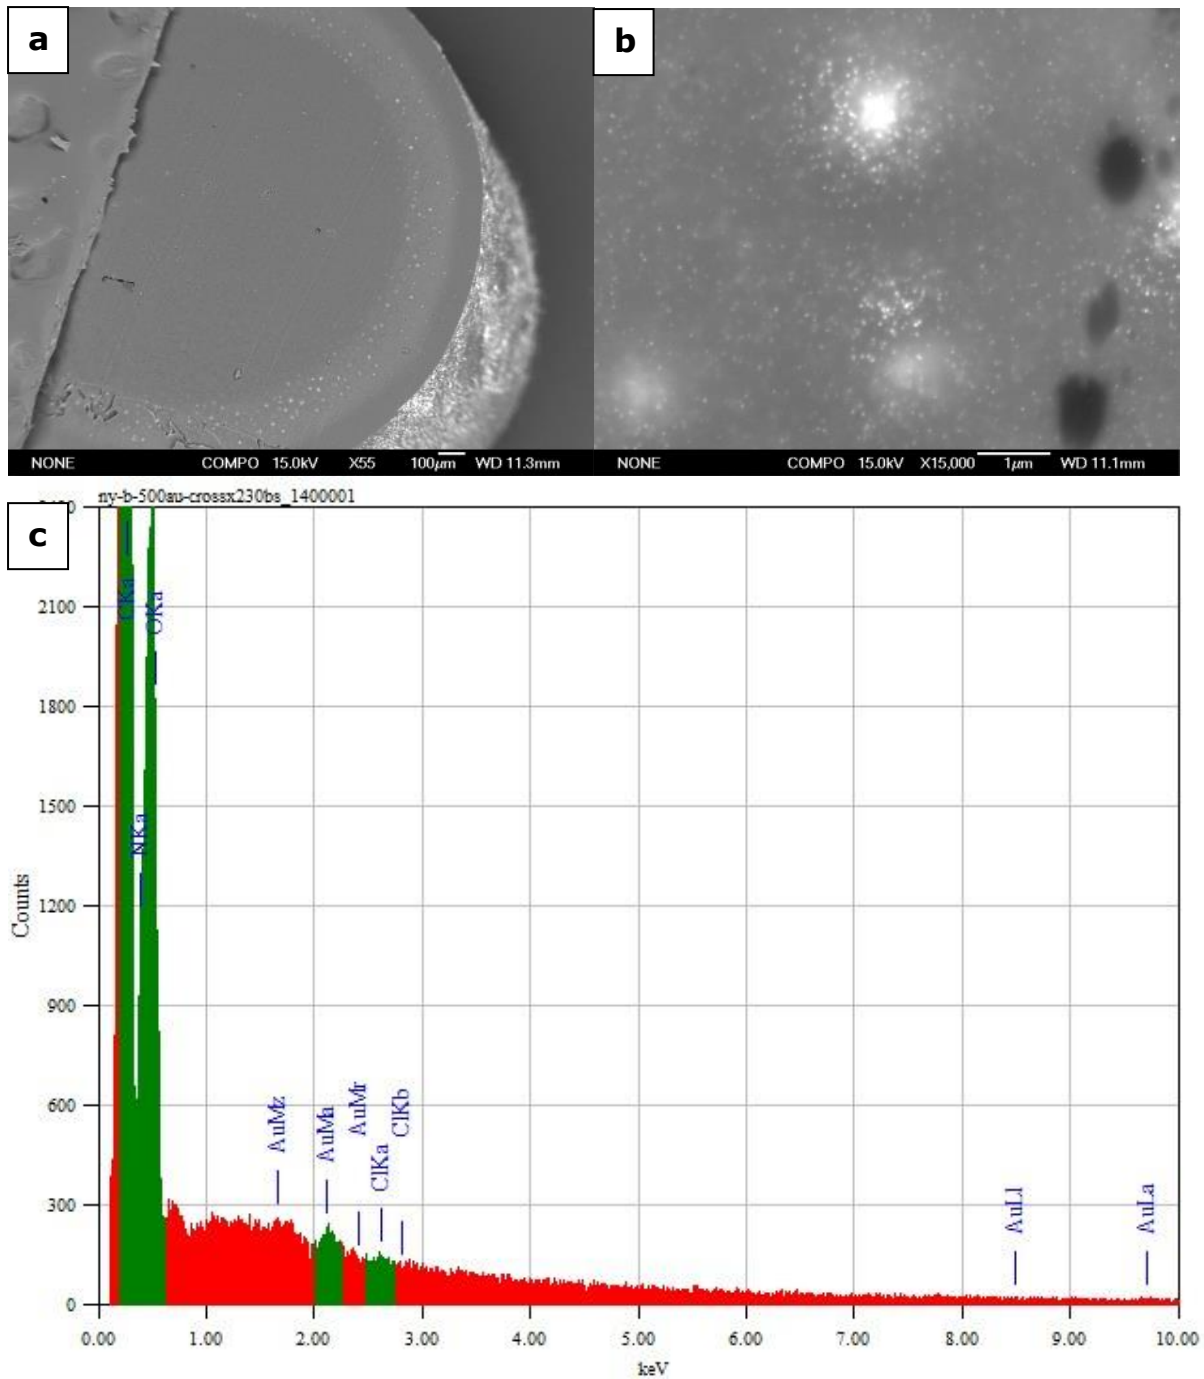 a
b
NONE COMPO 15.0kV X55 100µm WD 11.3mm
NONE COMPO 15.0kV X15,000 1µm WD 11.1mm
ny-b-500au-crossx230bs_1400001
c
CKa
OKa
2100
1800
1500
NKa
1200
Counts
900
600
AuMz
AuMa
AuMr
ClKa
ClKb
AuLl
AuLa
300
0
0.00 1.00 2.00 3.00 4.00 5.00 6.00 7.00 8.00 9.00 10.00
keV